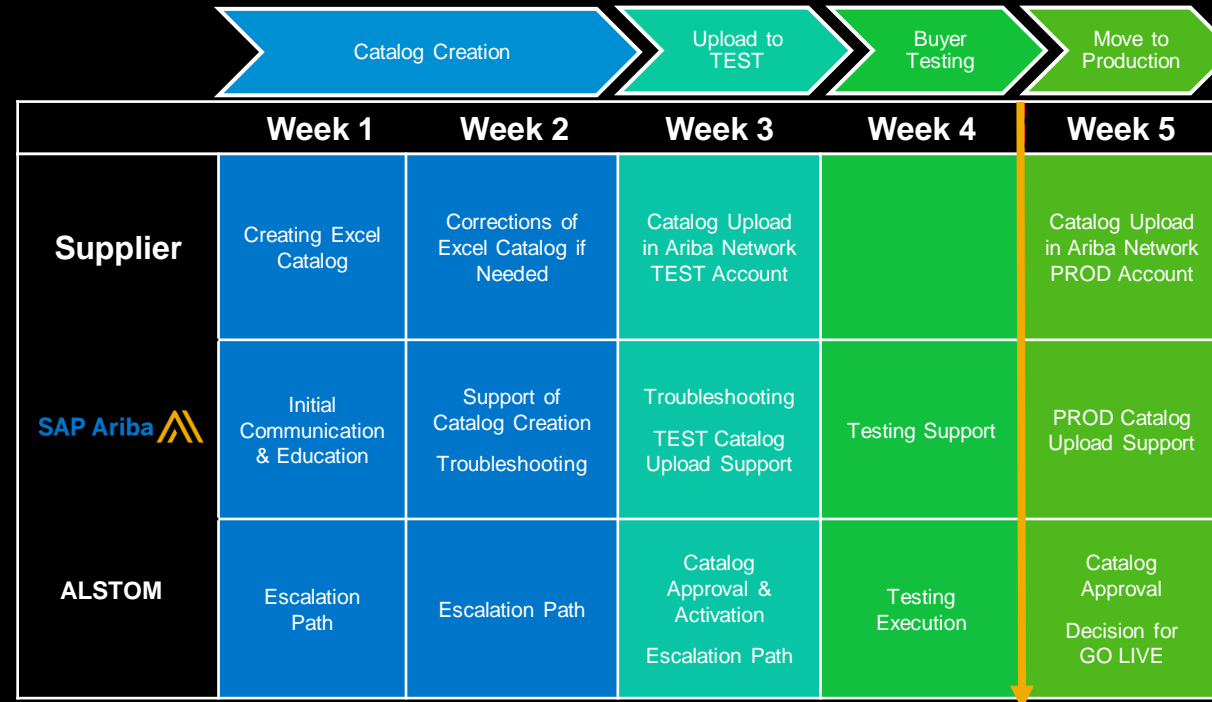 Catalog Creation
Upload to
TEST
Buyer
Testing
Move to
Production
Week 1
Week 2
Week 3
Week 4
Week 5
Supplier
Creating Excel
Catalog
Corrections of
Excel Catalog if
Needed
Catalog Upload
in Ariba Network
TEST Account
Catalog Upload
in Ariba Network
PROD Account
SAP Ariba
Initial
Communication
& Education
Support of
Catalog Creation
Troubleshooting
Troubleshooting
TEST Catalog
Upload Support
Testing Support
PROD Catalog
Upload Support
ALSTOM
Escalation
Path
Escalation Path
Catalog
Approval &
Activation
Escalation Path
Testing
Execution
Catalog
Approval
Decision for
GO LIVE